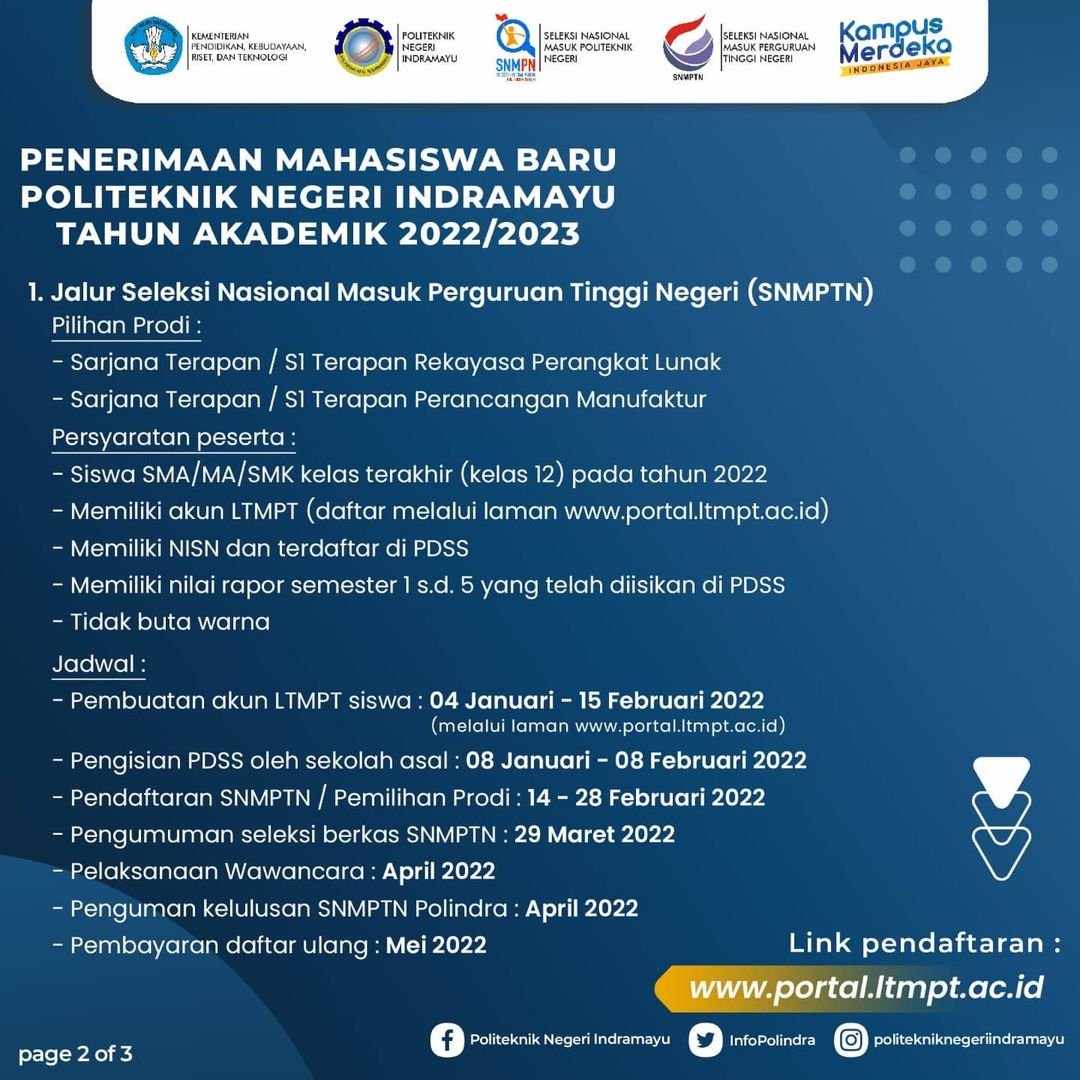 KEMENTERIAN
PENDIDIKAN, KEBUDAYAAN,
RISET, DAN TEKNOLOGI
POLITEKNIK
NEGERI
INDRAMAYU
SNMPN
SELEKSI NASIONAL
MASUK POLITEKNIK
NEGERI
SNMPTN
SELEKSI NASIONAL
MASUK PERGURUAN
TINGGI NEGERI
Kampus
Merdeka
INDONESIA JAYA
PENERIMAAN MAHASISWA BARU
POLITEKNIK NEGERI INDRAMAYU
TAHUN AKADEMIK 2022/2023
1. Jalur Seleksi Nasional Masuk Perguruan Tinggi Negeri (SNMPTN)
Pilihan Prodi :
- Sarjana Terapan / S1 Terapan Rekayasa Perangkat Lunak
- Sarjana Terapan / S1 Terapan Perancangan Manufaktur
Persyaratan peserta :
- Siswa SMA/MA/SMK kelas terakhir (kelas 12) pada tahun 2022
- Memiliki akun LTMPT (daftar melalui laman www.portal.ltmpt.ac.id)
- Memiliki NISN dan terdaftar di PDSS
- Memiliki nilai rapor semester 1 s.d. 5 yang telah diisikan di PDSS
- Tidak buta warna
Jadwal :
- Pembuatan akun LTMPT siswa : 04 Januari - 15 Februari 2022
(melalui laman www.portal.ltmpt.ac.id)
- Pengisian PDSS oleh sekolah asal : 08 Januari - 08 Februari 2022
- Pendaftaran SNMPTN / Pemilihan Prodi : 14 - 28 Februari 2022
- Pengumuman seleksi berkas SNMPTN : 29 Maret 2022
- Pelaksanaan Wawancara : April 2022
- Penguman kelulusan SNMPTN Polindra : April 2022
- Pembayaran daftar ulang : Mei 2022
Link pendaftaran :
www.portal.ltmpt.ac.id
Politeknik Negeri Indramayu
InfoPolindra
politekniknegeriindramayu
page 2 of 3